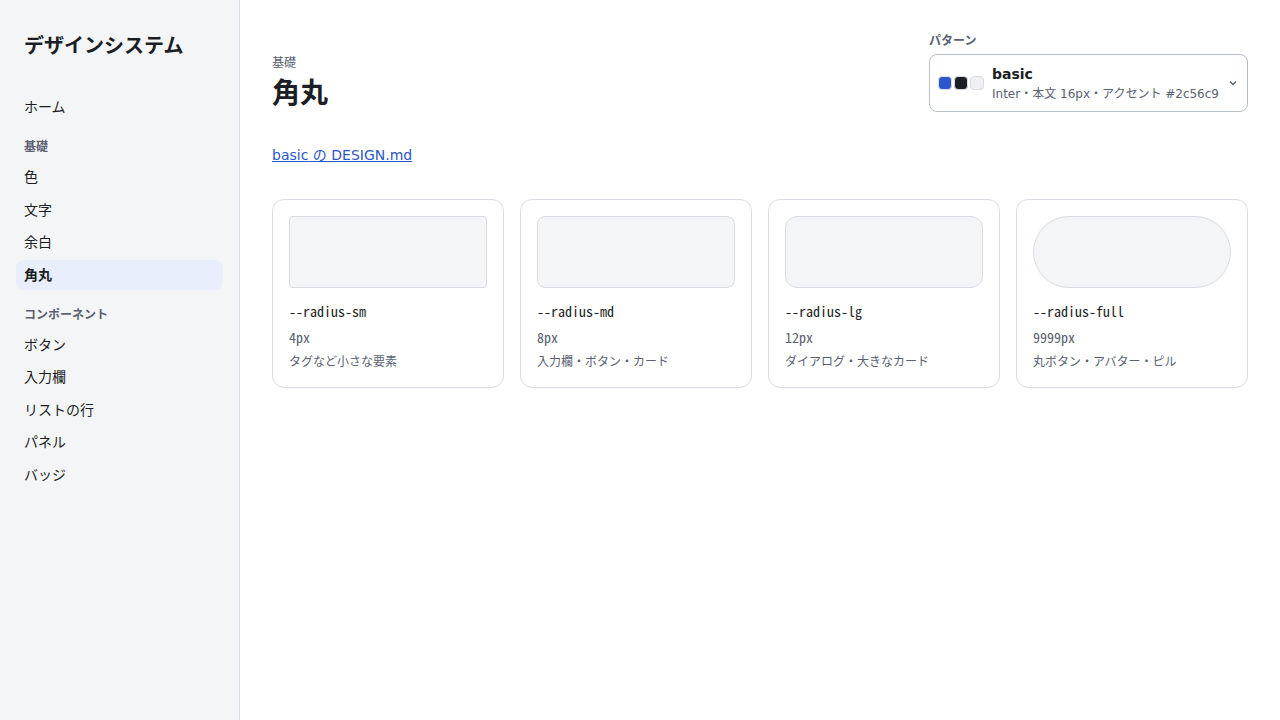 デザインシステム
ホーム
基礎
色
文字
余白
角丸
コンポーネント
ボタン
入力欄
リストの行
パネル
バッジ
基礎
角丸
パターン
basic
Inter・本文 16px・アクセント #2c56c9
basic の DESIGN.md
--radius-sm
4px
タグなど小さな要素
--radius-md
8px
入力欄・ボタン・カード
--radius-lg
12px
ダイアログ・大きなカード
--radius-full
9999px
丸ボタン・アバター・ピル